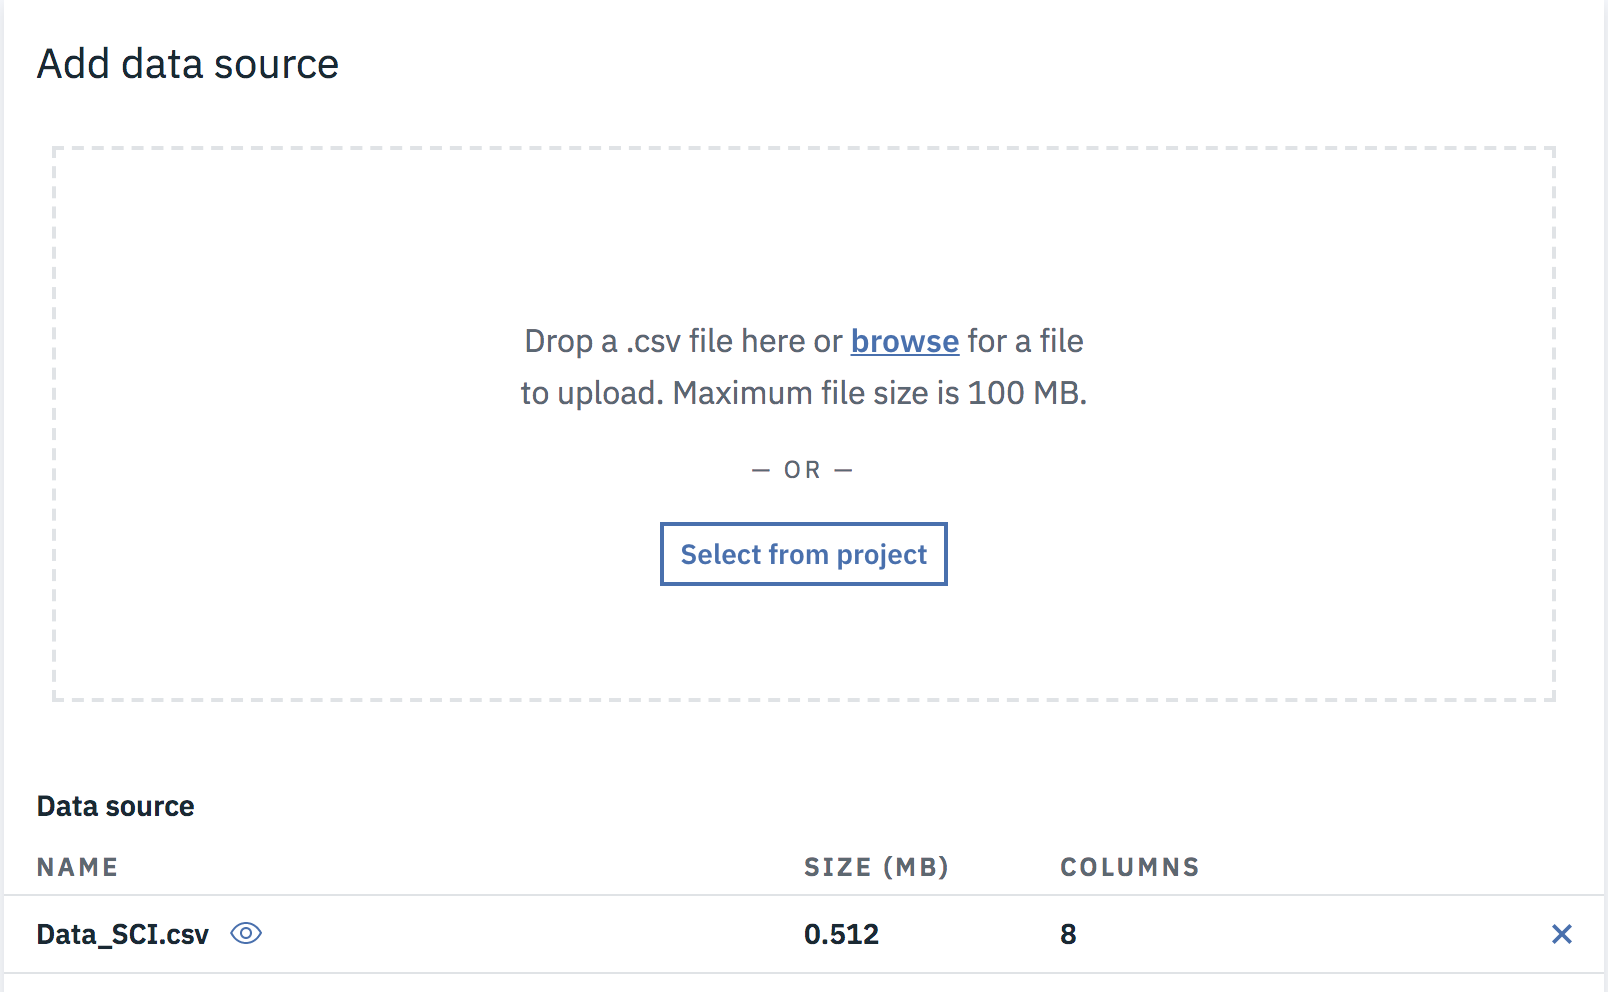 Add data source
Drop a .csv file here or browse for a file
to upload. Maximum file size is 100 MB.
— OR —
Select from project
Data source
NAME SIZE (MB) COLUMNS
Data_SCI.csv 0.512 8